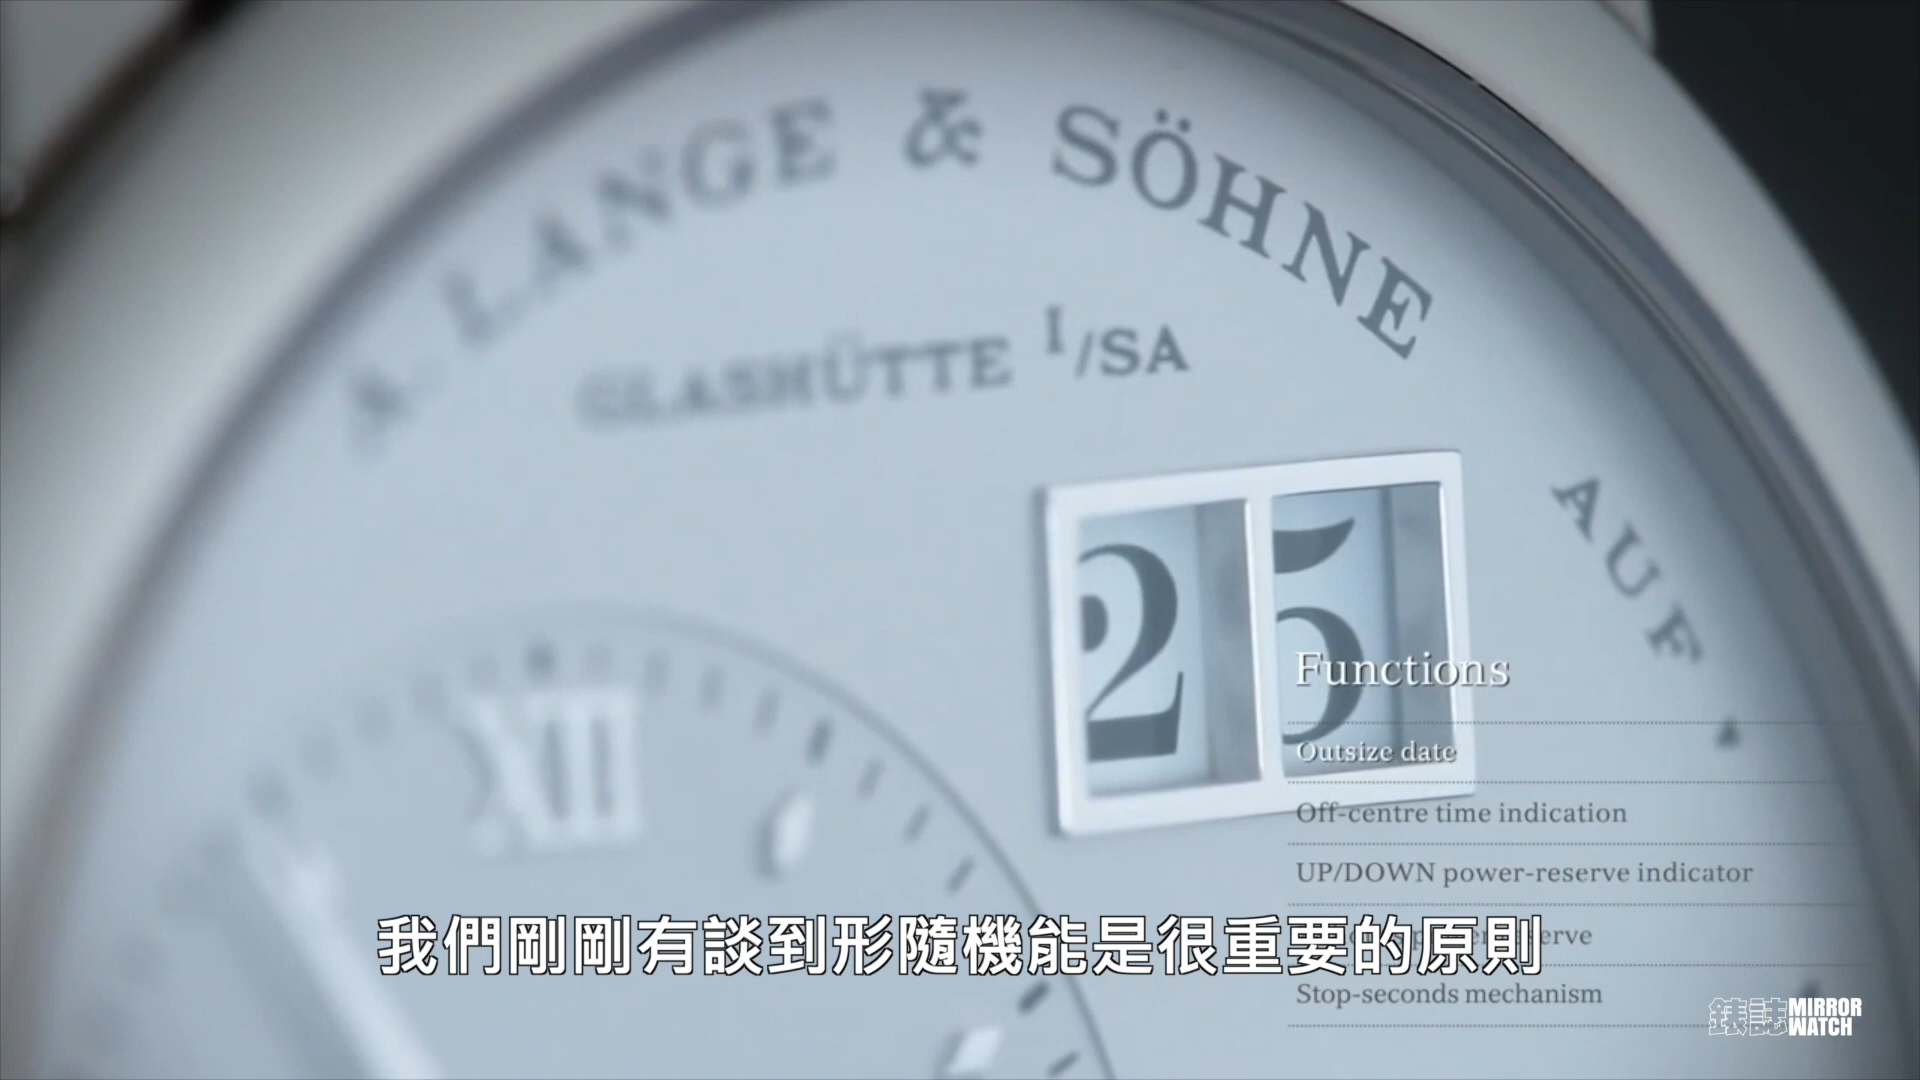 A. LANGE & SÖHNE
GLASHÜTTE I/SA
25
AUF
XII
Functions
Outsize date
Off-centre time indication
UP/DOWN power-reserve indicator
我們剛剛有談到形隨機能是很重要的原則
Stop-seconds mechanism
錶誌 MIRROR WATCH